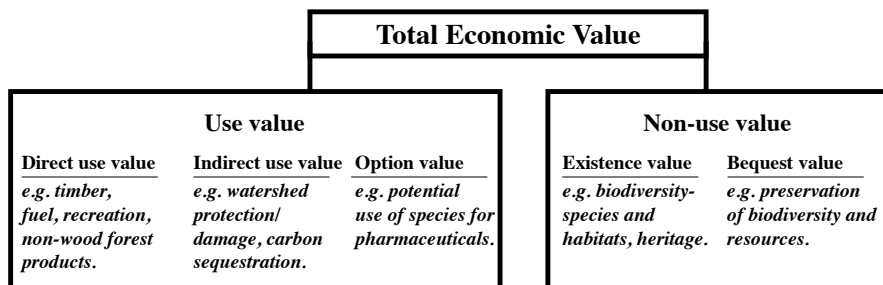 Total Economic Value
Use value
Direct use value
e.g. timber,
fuel, recreation,
non-wood forest
products.
Indirect use value
e.g. watershed
protection/
damage, carbon
sequestration.
Option value
e.g. potential
use of species for
pharmaceuticals.
Non-use value
Existence value
e.g. biodiversity-
species and
habitats, heritage.
Bequest value
e.g. preservation
of biodiversity and
resources.